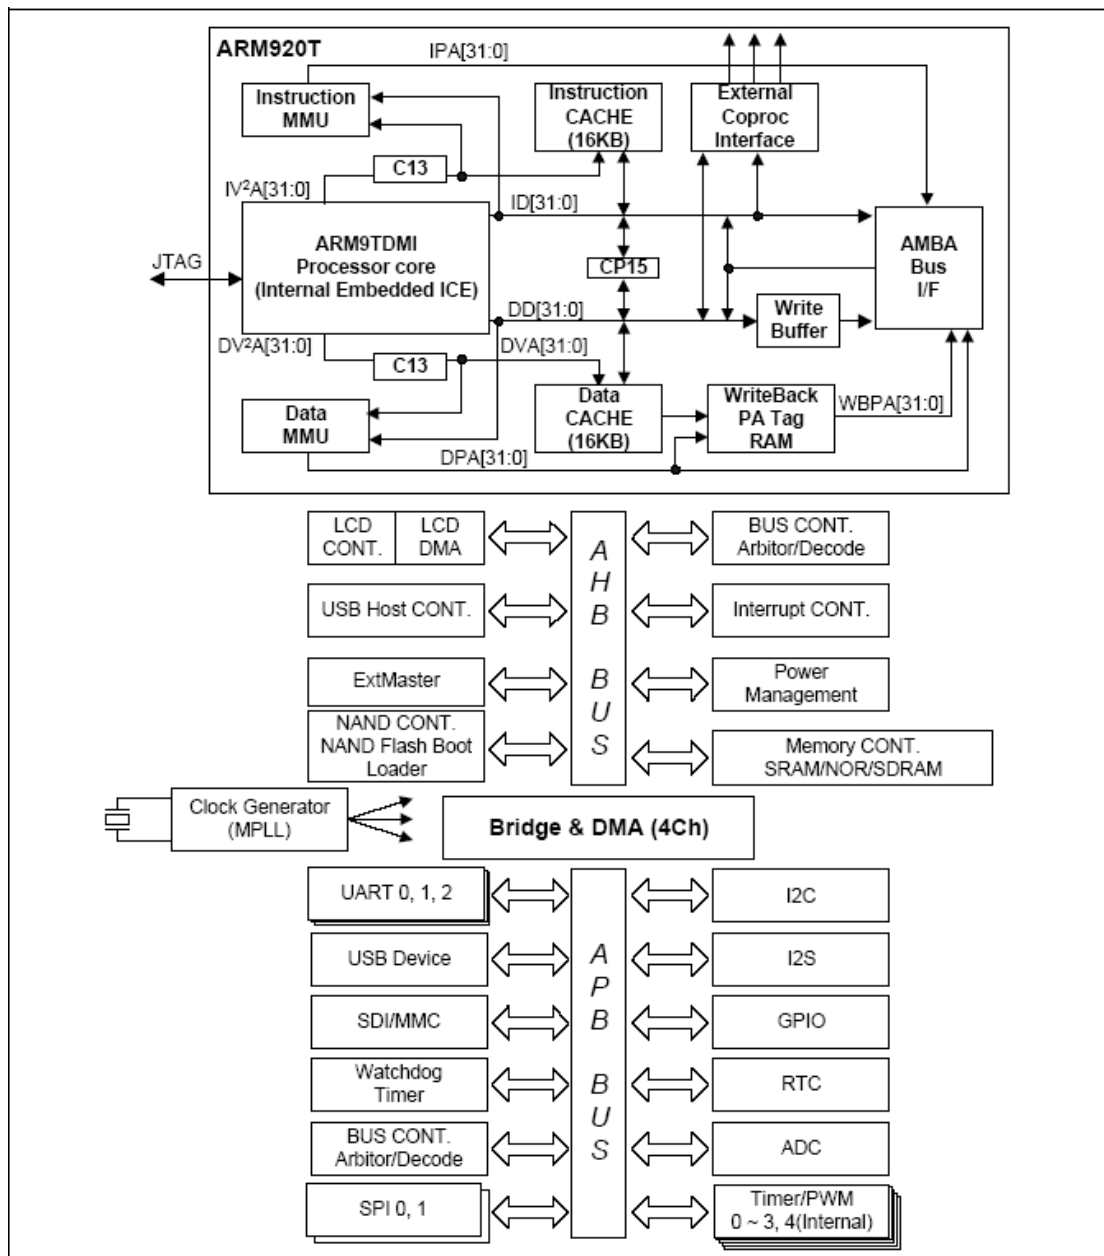 ARM920T
IPA[31:0]
Instruction
MMU
Instruction
CACHE
(16KB)
External
Coproc
Interface
C13
IV²A[31:0]
ID[31:0]
ARM9TDMI
Processor core
(Internal Embedded ICE)
JTAG
CP15
AMBA
Bus
I/F
DD[31:0]
Write
Buffer
DV²A[31:0]
C13
DVA[31:0]
Data
MMU
Data
CACHE
(16KB)
WriteBack
PA Tag
RAM
WBPA[31:0]
DPA[31:0]
LCD
CONT.
LCD
DMA
BUS CONT.
Arbitor/Decode
USB Host CONT.
Interrupt CONT.
ExtMaster
Power
Management
NAND CONT.
NAND Flash Boot
Loader
Memory CONT.
SRAM/NOR/SDRAM
AHB BUS
Clock Generator
(MPLL)
Bridge & DMA (4Ch)
UART 0, 1, 2
I2C
USB Device
I2S
SDI/MMC
GPIO
Watchdog
Timer
RTC
BUS CONT.
Arbitor/Decode
ADC
SPI 0, 1
Timer/PWM
0 ~ 3, 4(Internal)
APB BUS